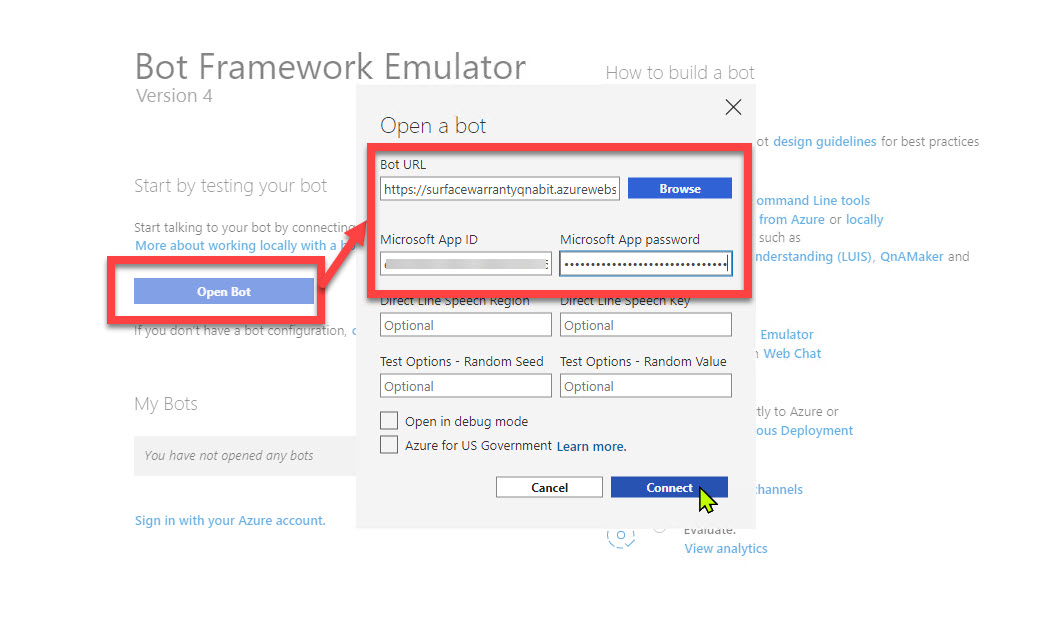 Bot Framework Emulator
Version 4
How to build a bot
Start by testing your bot
Start talking to your bot by connecting
More about working locally with a
Open Bot
If you don't have a bot configuration,
My Bots
You have not opened any bots
Sign in with your Azure account.
Open a bot
Bot URL
https://surfacewarrantyqnabit.azurewebs
Browse
Microsoft App ID
Microsoft App password
••••••••••••••••••••••••••••••
Direct Line Speech Region
Direct Line Speech Key
Optional
Optional
Test Options - Random Seed
Test Options - Random Value
Optional
Optional
Open in debug mode
Azure for US Government Learn more.
Cancel
Connect
design guidelines for best practices
ommand Line tools
from Azure or locally
such as
nderstanding (LUIS), QnAMaker and
Emulator
Web Chat
tly to Azure or
ous Deployment
channels
Evaluate.
View analytics